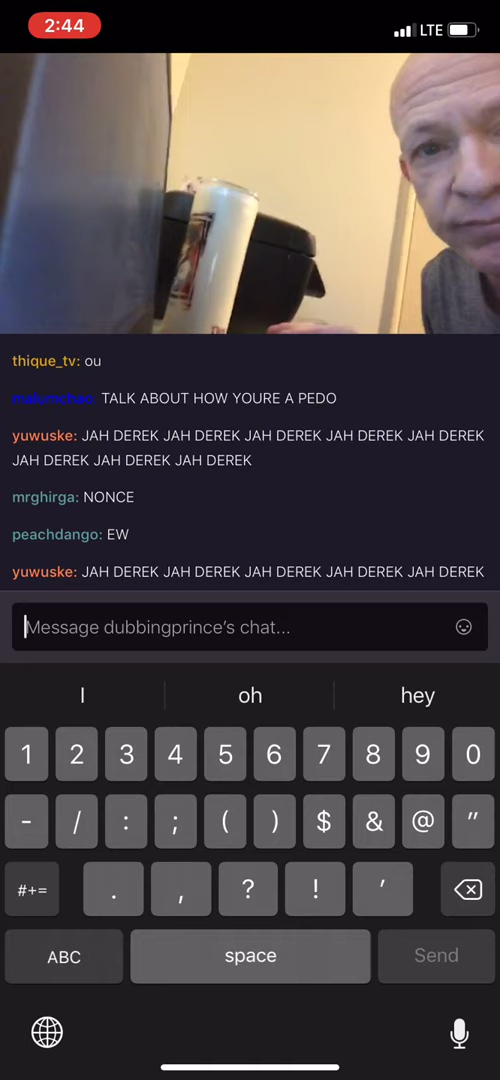 2:44
LTE
thique_tv: ou
TALK ABOUT HOW YOURE A PEDO
yuwuske: JAH DEREK JAH DEREK JAH DEREK JAH DEREK JAH DEREK
JAH DEREK JAH DEREK JAH DEREK
mrghirga: NONCE
peachdango: EW
yuwuske: JAH DEREK JAH DEREK JAH DEREK JAH DEREK JAH DEREK
Message dubbingprince's chat...
I oh hey
1 2 3 4 5 6 7 8 9 0
- / : ; ( ) $ & @ "
#+= . , ? ! '
ABC space Send